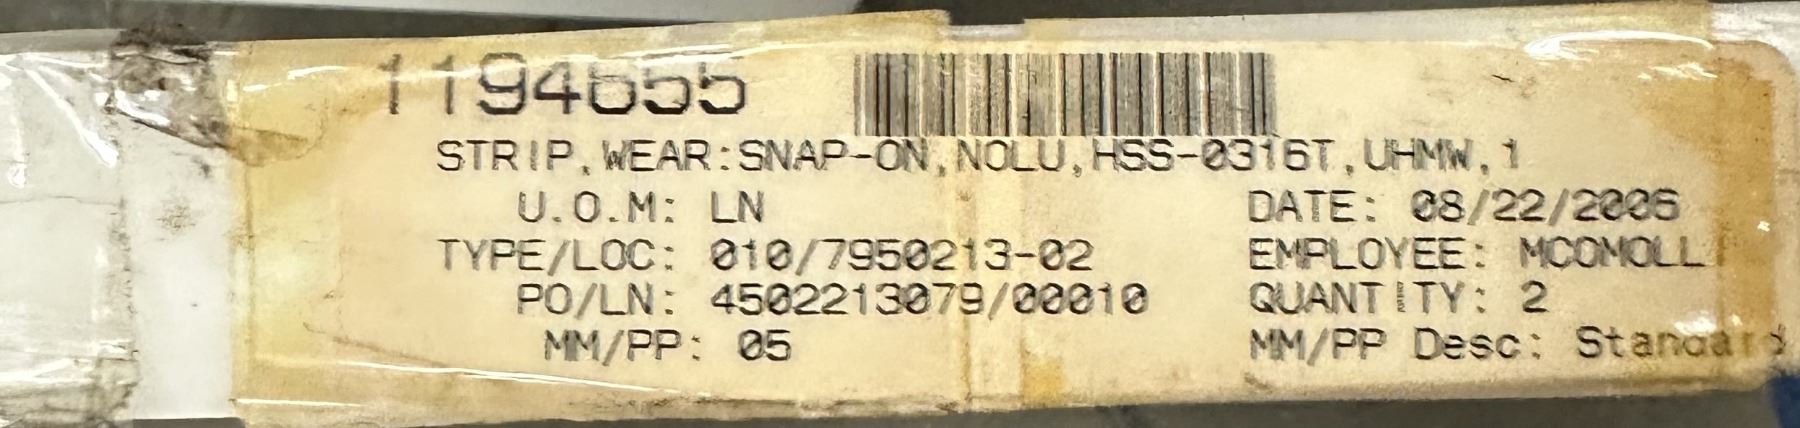 1194655
STRIP,WEAR:SNAP-ON,NOLU,HSS-0316T,UHMW,1
U.O.M: LN
DATE: 08/22/2006
TYPE/LOC: 010/7950213-02
EMPLOYEE: MCOMOLL
PO/LN: 4502213079/00010
QUANTITY: 2
MM/PP: 05
MM/PP Desc: Standard